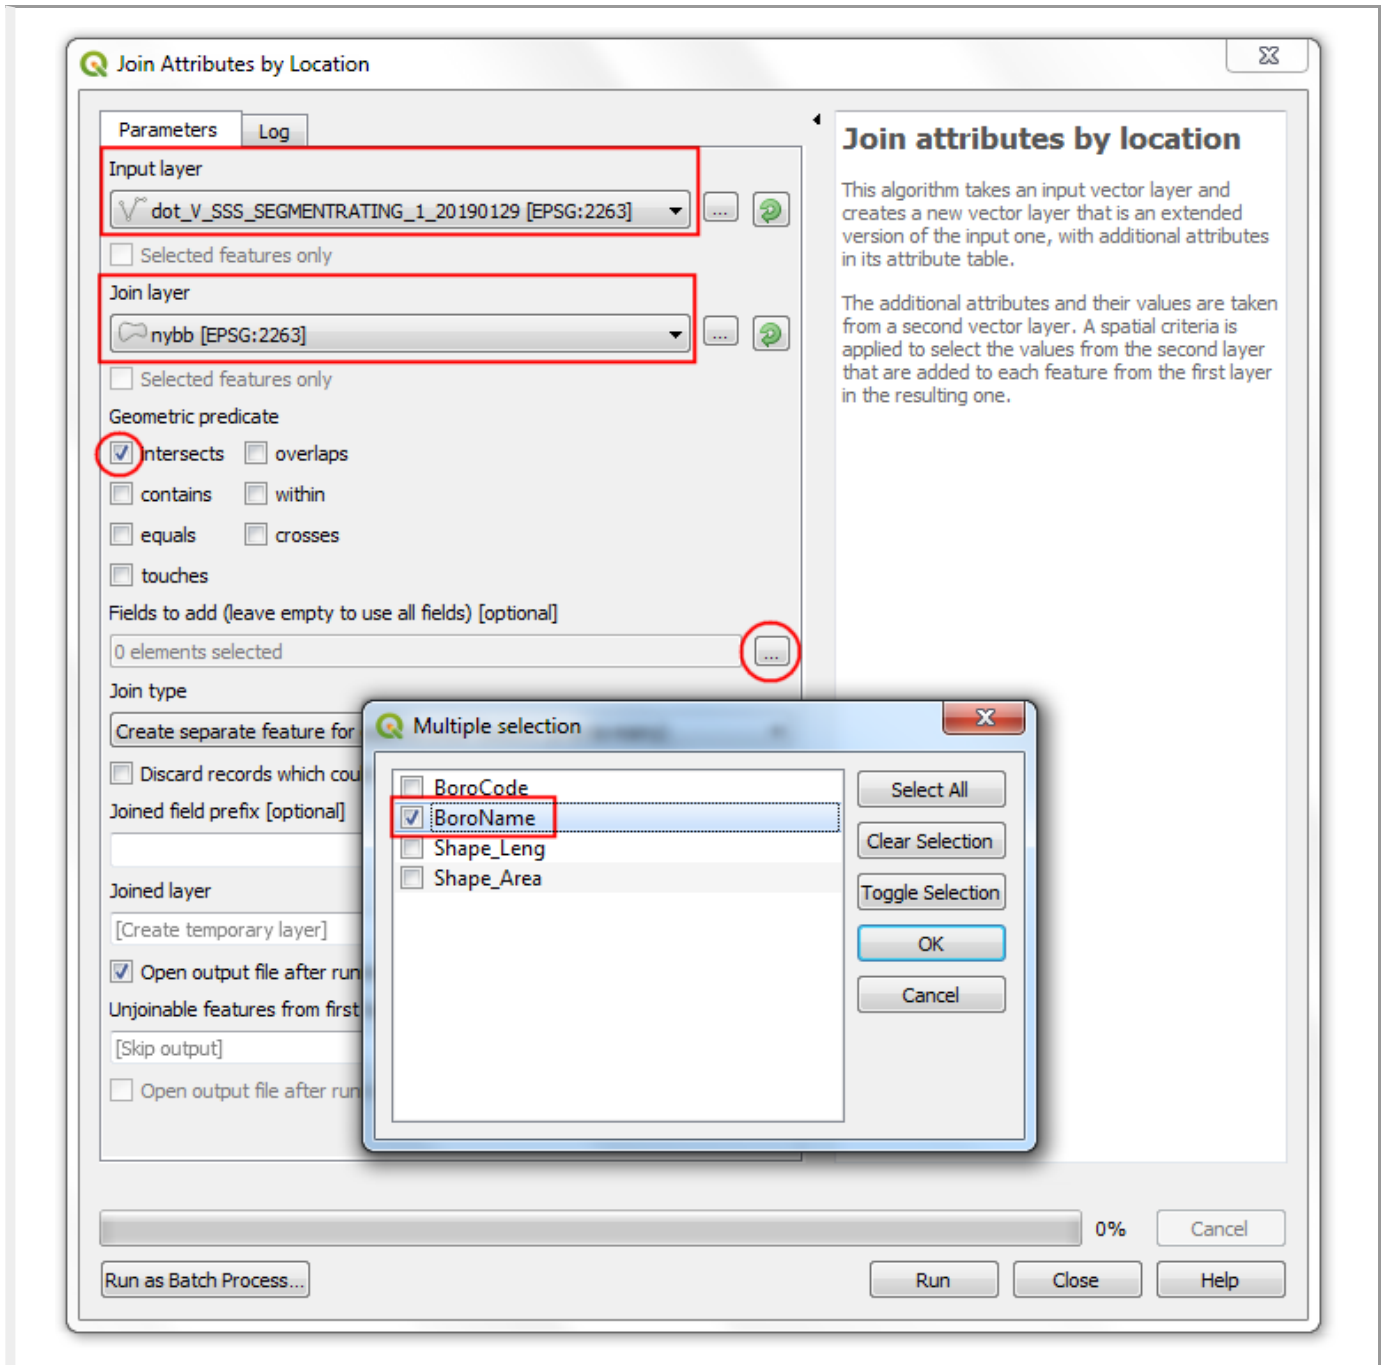 Join Attributes by Location
Parameters
Log
Input layer
dot_V_SSS_SEGMENTRATING_1_20190129 [EPSG:2263]
...
Selected features only
Join layer
nybb [EPSG:2263]
...
Selected features only
Geometric predicate
intersects
overlaps
contains
within
equals
crosses
touches
Fields to add (leave empty to use all fields) [optional]
0 elements selected
...
Join type
Create separate feature for
Discard records which cou
Joined field prefix [optional]
Joined layer
[Create temporary layer]
Open output file after run
Unjoinable features from first
[Skip output]
Open output file after run
Multiple selection
BoroCode
BoroName
Shape_Leng
Shape_Area
Select All
Clear Selection
Toggle Selection
OK
Cancel
Join attributes by location
This algorithm takes an input vector layer and
creates a new vector layer that is an extended
version of the input one, with additional attributes
in its attribute table.
The additional attributes and their values are taken
from a second vector layer. A spatial criteria is
applied to select the values from the second layer
that are added to each feature from the first layer
in the resulting one.
0%
Cancel
Run as Batch Process...
Run
Close
Help